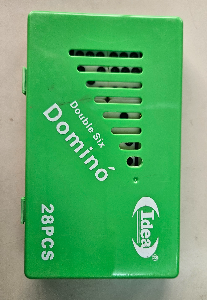 Double Six
Dominó
28PCS
Idea®